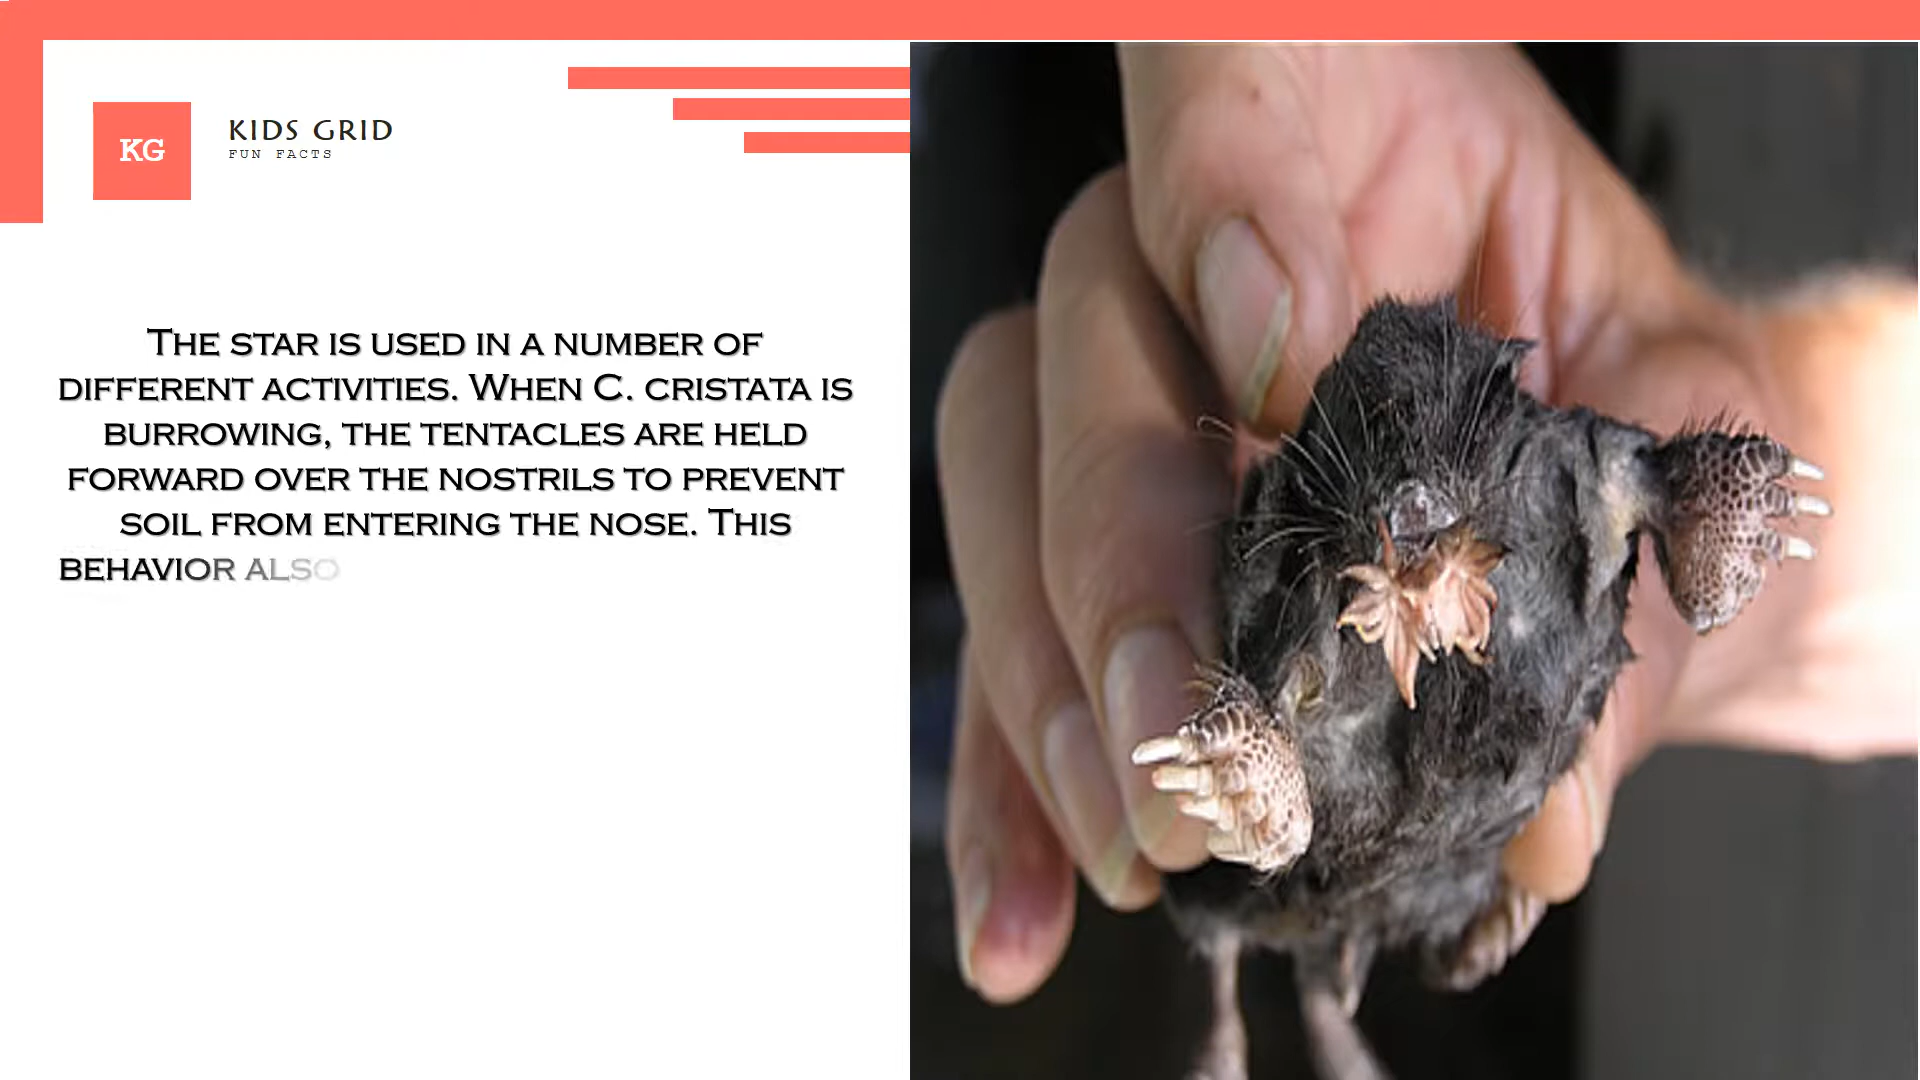 KG
KIDS GRID
FUN FACTS
THE STAR IS USED IN A NUMBER OF
DIFFERENT ACTIVITIES. WHEN C. CRISTATA IS
BURROWING, THE TENTACLES ARE HELD
FORWARD OVER THE NOSTRILS TO PREVENT
SOIL FROM ENTERING THE NOSE. THIS
BEHAVIOR ALSO